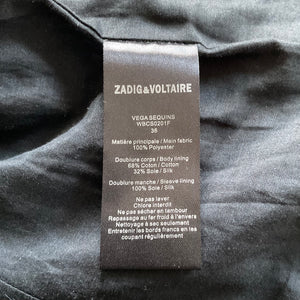 ZADIG&VOLTAIRE
VEGA SEQUINS
WBCS0201F
36
Matière principale / Main fabric
100% Polyester
Doublure corps / Body lining
68% Coton / Cotton
32% Soie / Silk
Doublure manche / Sleeve lining
100% Soie / Silk
Ne pas laver
Chlore interdit
Ne pas sécher en tambour
Repassage au fer froid à l'envers
Nettoyage à sec seulement
Entretenir les bords francs en les
coupant régulièrement